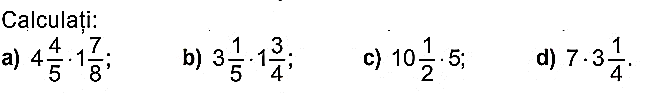 Calculați:
a) 4 4/5 · 1 7/8; b) 3 1/5 · 1 3/4; c) 10 1/2 · 5; d) 7 · 3 1/4.